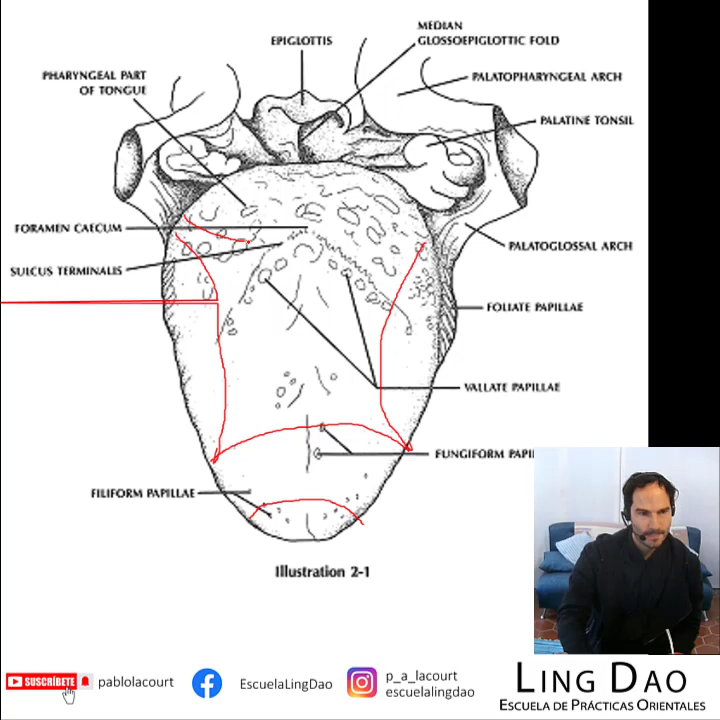 MEDIAN
GLOSSOEPIGLOTTIC FOLD
EPIGLOTTIS
PHARYNGEAL PART
OF TONGUE
PALATOPHARYNGEAL ARCH
PALATINE TONSIL
FORAMEN CAECUM
PALATOGLOSSAL ARCH
SULCUS TERMINALIS
FOLIATE PAPILLAE
VALLATE PAPILLAE
FUNGIFORM PAPI
FILIFORM PAPILLAE
Illustration 2-1
SUSCRÍBETE
pablolacourt
EscuelaLingDao
p_a_lacourt
escuelalingdao
LING DAO
ESCUELA DE PRÁCTICAS ORIENTALES